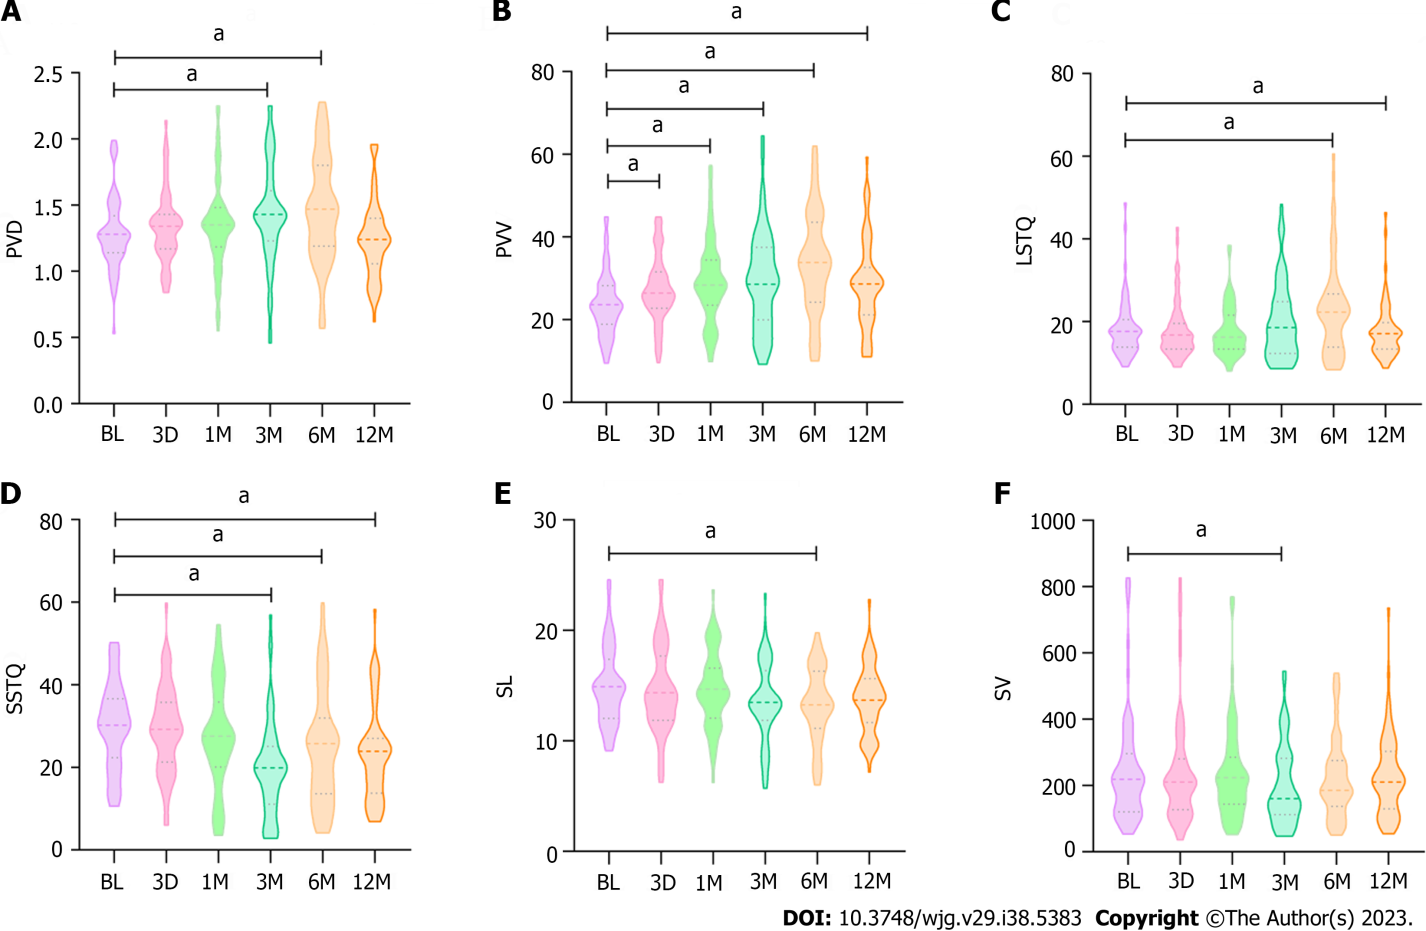 A
a
a
2.5
2.0
1.5
1.0
0.5
0.0
PVD
BL 3D 1M 3M 6M 12M
B
a
a
a
a
a
80
60
40
20
0
PVV
BL 3D 1M 3M 6M 12M
C
a
a
80
60
40
20
0
LSTQ
BL 3D 1M 3M 6M 12M
D
a
a
a
80
60
40
20
0
SSTQ
BL 3D 1M 3M 6M 12M
E
a
30
20
10
0
SL
BL 3D 1M 3M 6M 12M
F
a
1000
800
600
400
200
0
SV
BL 3D 1M 3M 6M 12M
DOI: 10.3748/wjg.v29.i38.5383 Copyright ©The Author(s) 2023.